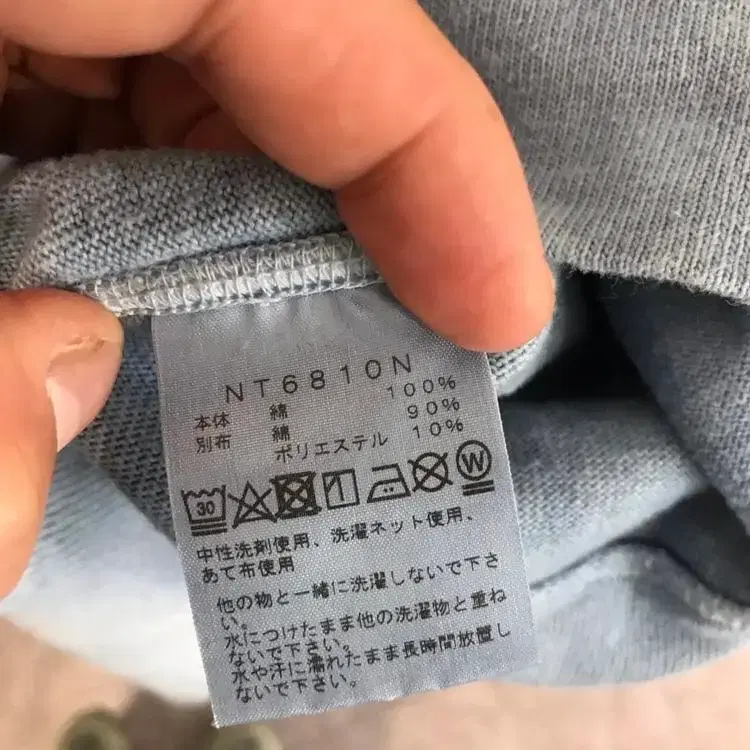 NT6810N
本体 綿 100%
別布 綿 90%
ポリエステル 10%
30 W
中性洗剤使用、洗濯ネット使用、
あて布使用
他の物と一緒に洗濯しないで下さ
い。
水につけたまま他の洗濯物と重ね
ないで下さい。
水や汗に濡れたまま長時間放置し
ないで下さい。